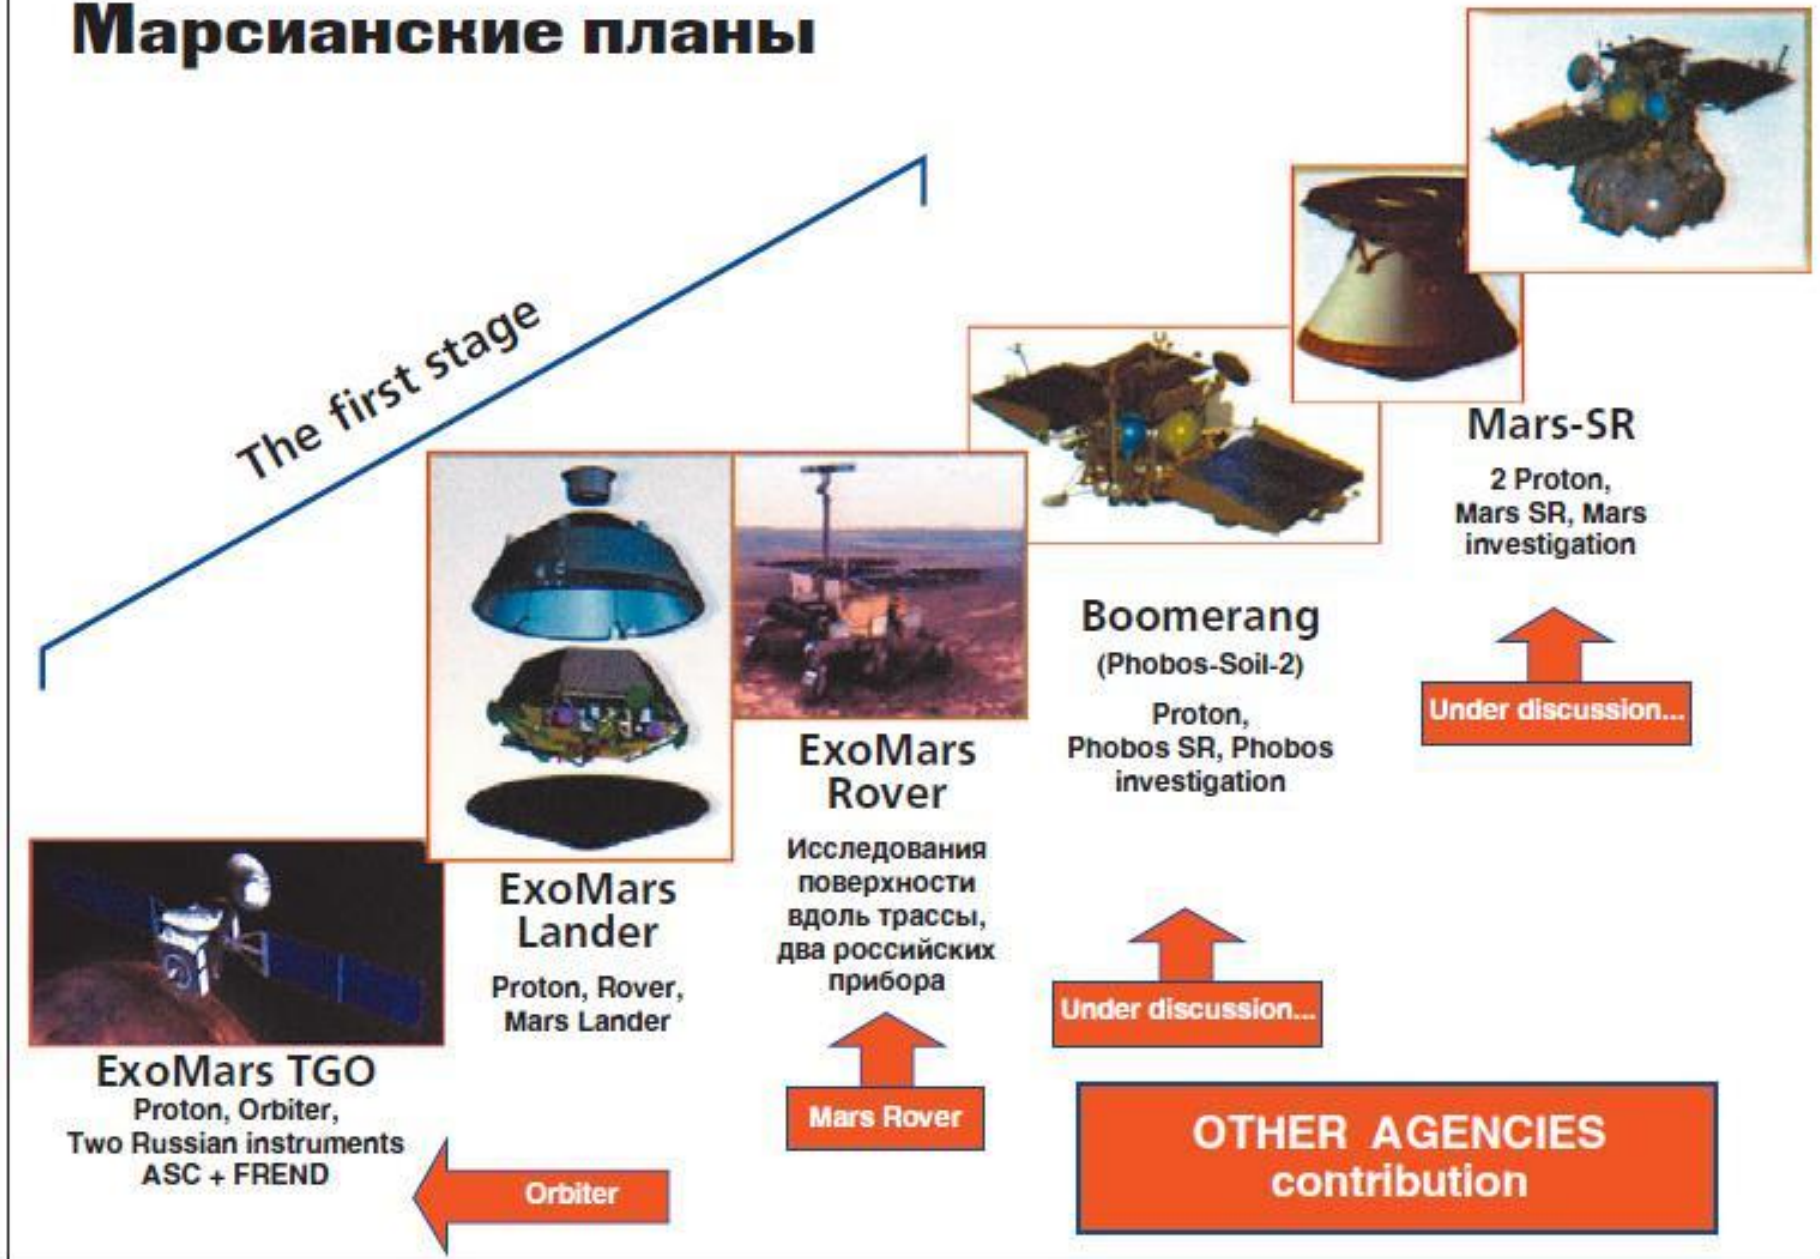 Марсианские планы
The first stage
ExoMars TGO
Proton, Orbiter,
Two Russian instruments
ASC + FREND
Orbiter
ExoMars
Lander
Proton, Rover,
Mars Lander
ExoMars
Rover
Исследования
поверхности
вдоль трассы,
два российских
прибора
Mars Rover
Boomerang
(Phobos-Soil-2)
Proton,
Phobos SR, Phobos
investigation
Under discussion...
Mars-SR
2 Proton,
Mars SR, Mars
investigation
Under discussion...
OTHER AGENCIES
contribution